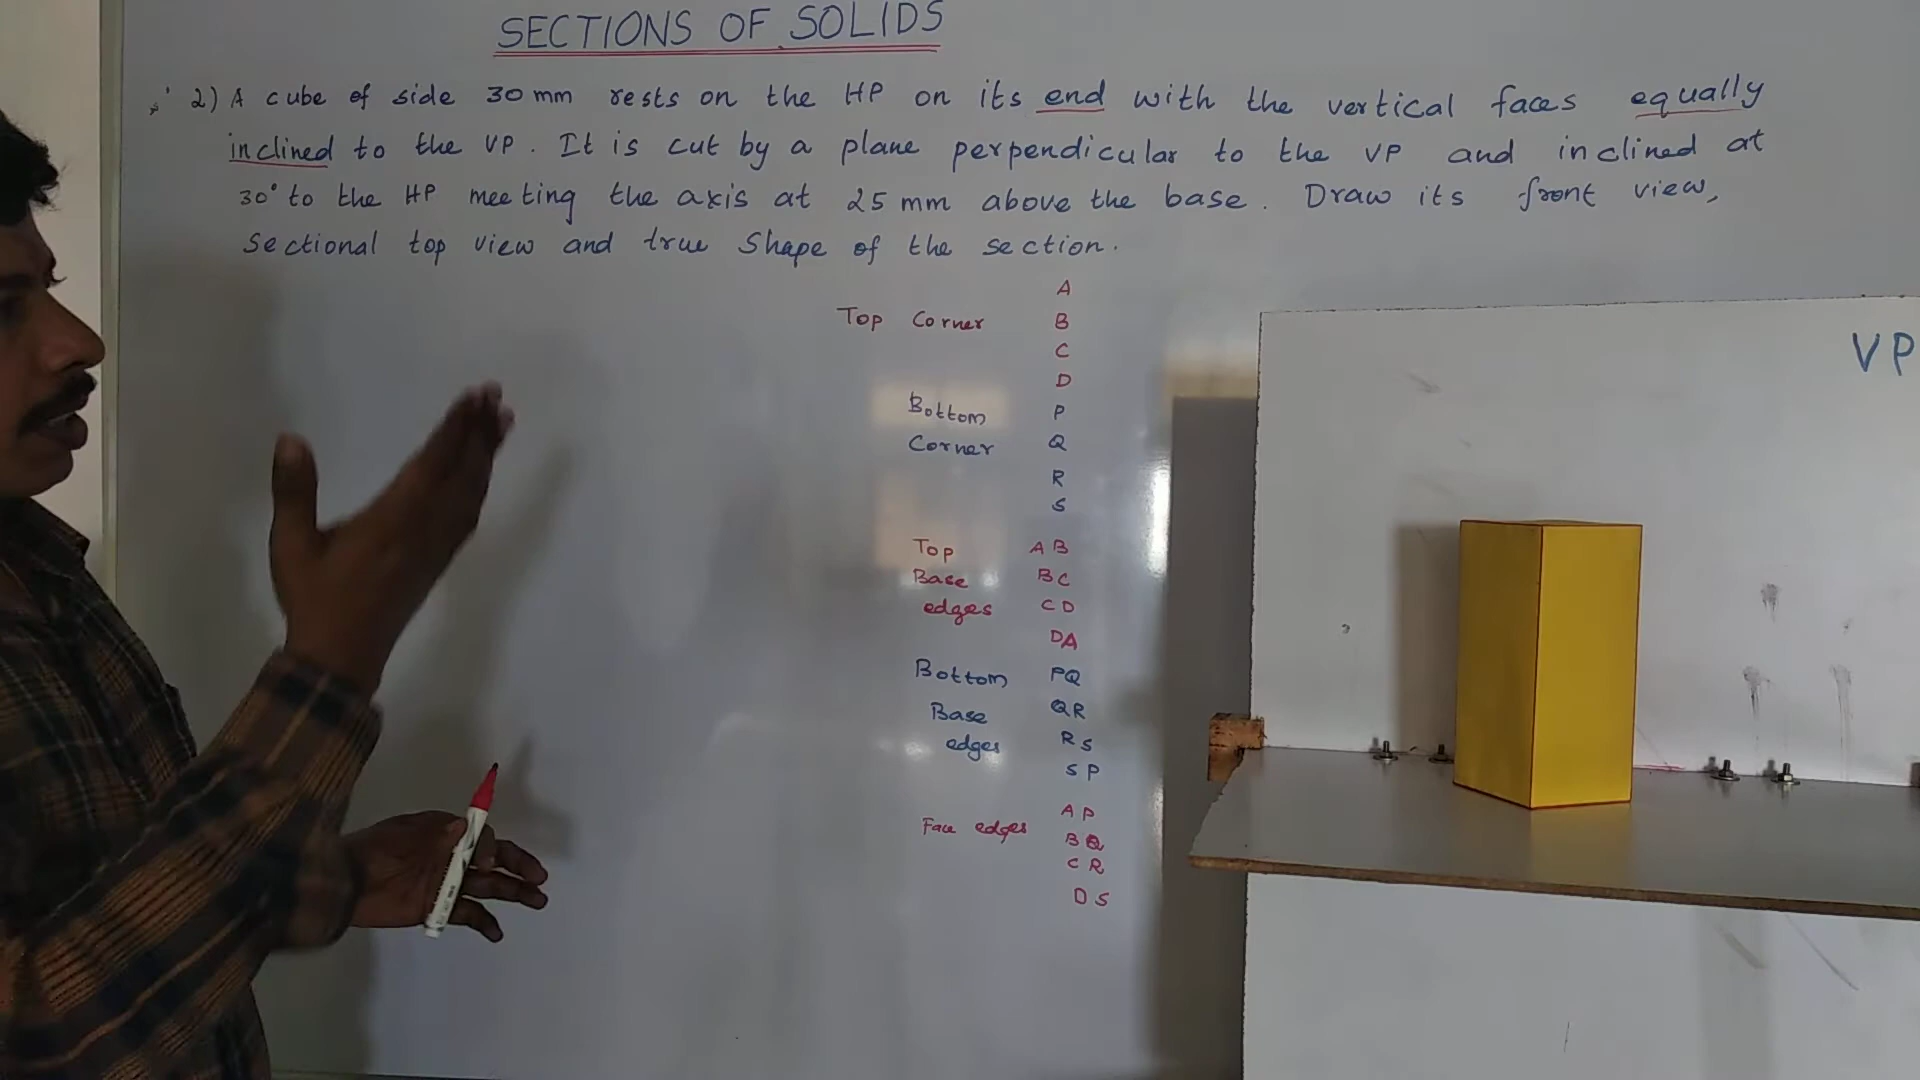 SECTIONS OF SOLIDS
2) A cube of side 30 mm rests on the HP on its end with the vertical faces equally
inclined to the VP. It is cut by a plane perpendicular to the VP and inclined at
30° to the HP meeting the axis at 25 mm above the base. Draw its front view,
Sectional top view and true Shape of the section.
A
Top Corner B
C
D
Bottom P
Corner Q
R
S
Top AB
Base BC
edges CD
DA
Bottom PQ
Base QR
edges RS
SP
AP
Face edges BQ
CR
DS
VP